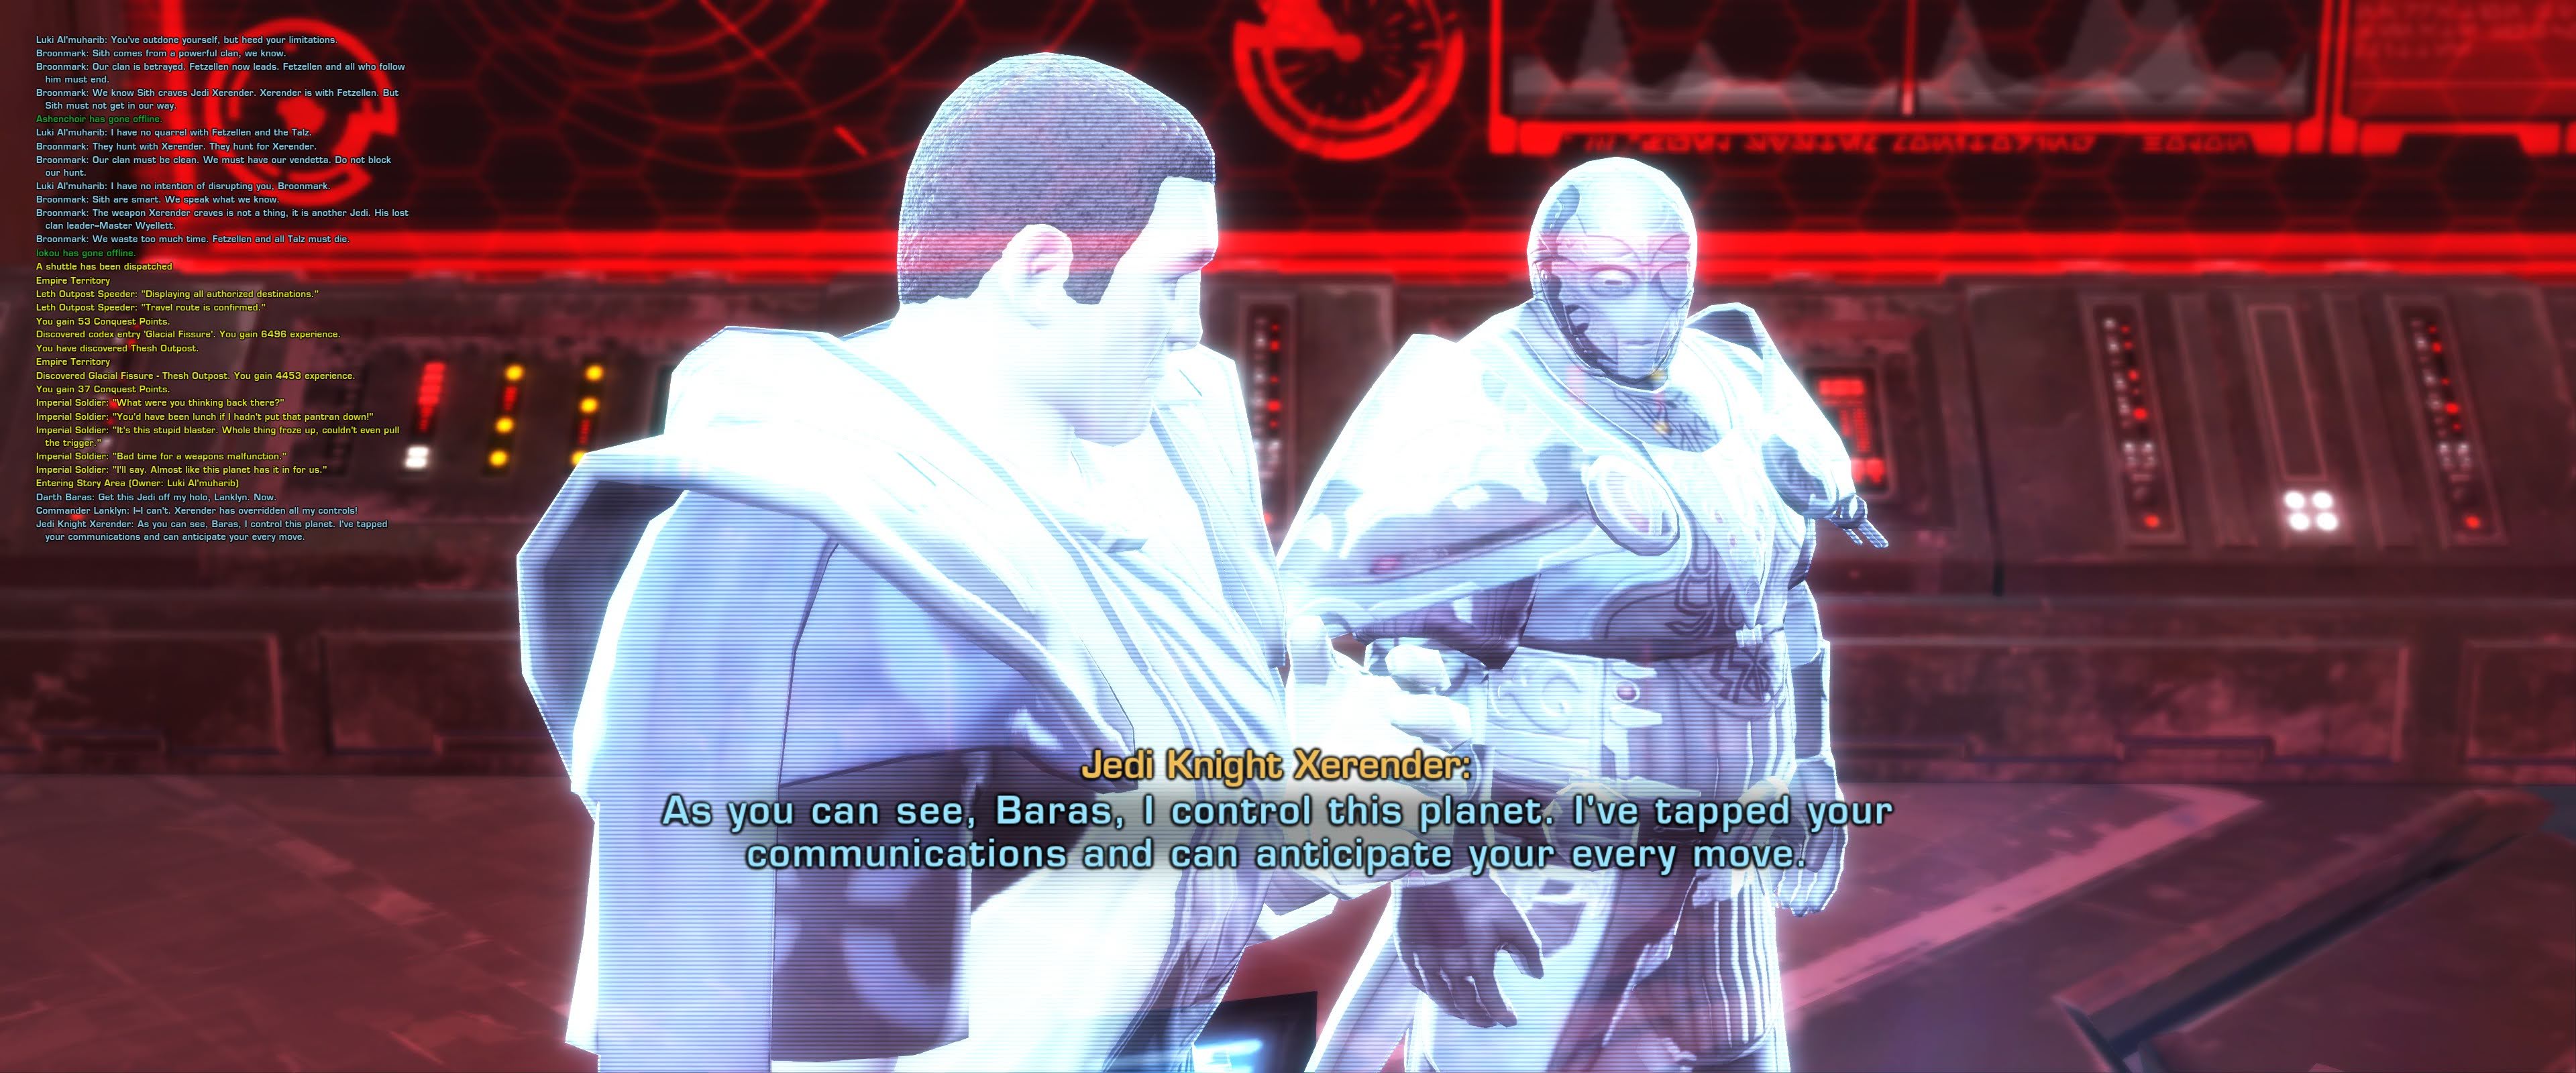 Luki Al'muharib: You've outdone yourself, but heed your limitations.
Broonmark: Sith comes from a powerful clan, we know.
Broonmark: Our clan is betrayed. Fetzellen now leads. Fetzellen and all who follow
him must end.
Broonmark: We know Sith craves Jedi Xerender. Xerender is with Fetzellen. But
Sith must not get in our way.
Ashenchoir has gone offline.
Luki Al'muharib: I have no quarrel with Fetzellen and the Talz.
Broonmark: They hunt with Xerender. They hunt for Xerender.
Broonmark: Our clan must be clean. We must have our vendetta. Do not block
our hunt.
Luki Al'muharib: I have no intention of disrupting you, Broonmark.
Broonmark: Sith are smart. We speak what we know.
Broonmark: The weapon Xerender craves is not a thing, it is another Jedi. His lost
clan leader—Master Wyellett.
Broonmark: We waste too much time. Fetzellen and all Talz must die.
Iokou has gone offline.
A shuttle has been dispatched
Empire Territory
Leth Outpost Speeder: "Displaying all authorized destinations."
Leth Outpost Speeder: "Travel route is confirmed."
You gain 53 Conquest Points.
Discovered codex entry 'Glacial Fissure'. You gain 6496 experience.
You have discovered Thesh Outpost.
Empire Territory
Discovered Glacial Fissure - Thesh Outpost. You gain 4453 experience.
You gain 37 Conquest Points.
Imperial Soldier: "What were you thinking back there?"
Imperial Soldier: "You'd have been lunch if I hadn't put that pantran down!"
Imperial Soldier: "It's this stupid blaster. Whole thing froze up, couldn't even pull
the trigger."
Imperial Soldier: "Bad time for a weapons malfunction."
Imperial Soldier: "I'll say. Almost like this planet has it in for us."
Entering Story Area (Owner: Luki Al'muharib)
Darth Baras: Get this Jedi off my holo, Lanklyn. Now.
Commander Lanklyn: I—I can't. Xerender has overridden all my controls!
Jedi Knight Xerender: As you can see, Baras, I control this planet. I've tapped
your communications and can anticipate your every move.
Jedi Knight Xerender:
As you can see, Baras, I control this planet. I've tapped your
communications and can anticipate your every move.